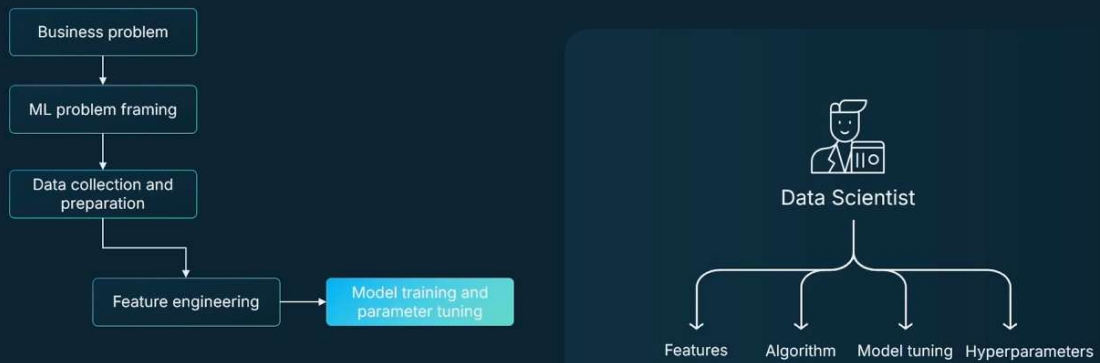 Business problem
ML problem framing
Data collection and
preparation
Feature engineering
Model training and
parameter tuning
Data Scientist
Features
Algorithm
Model tuning
Hyperparameters